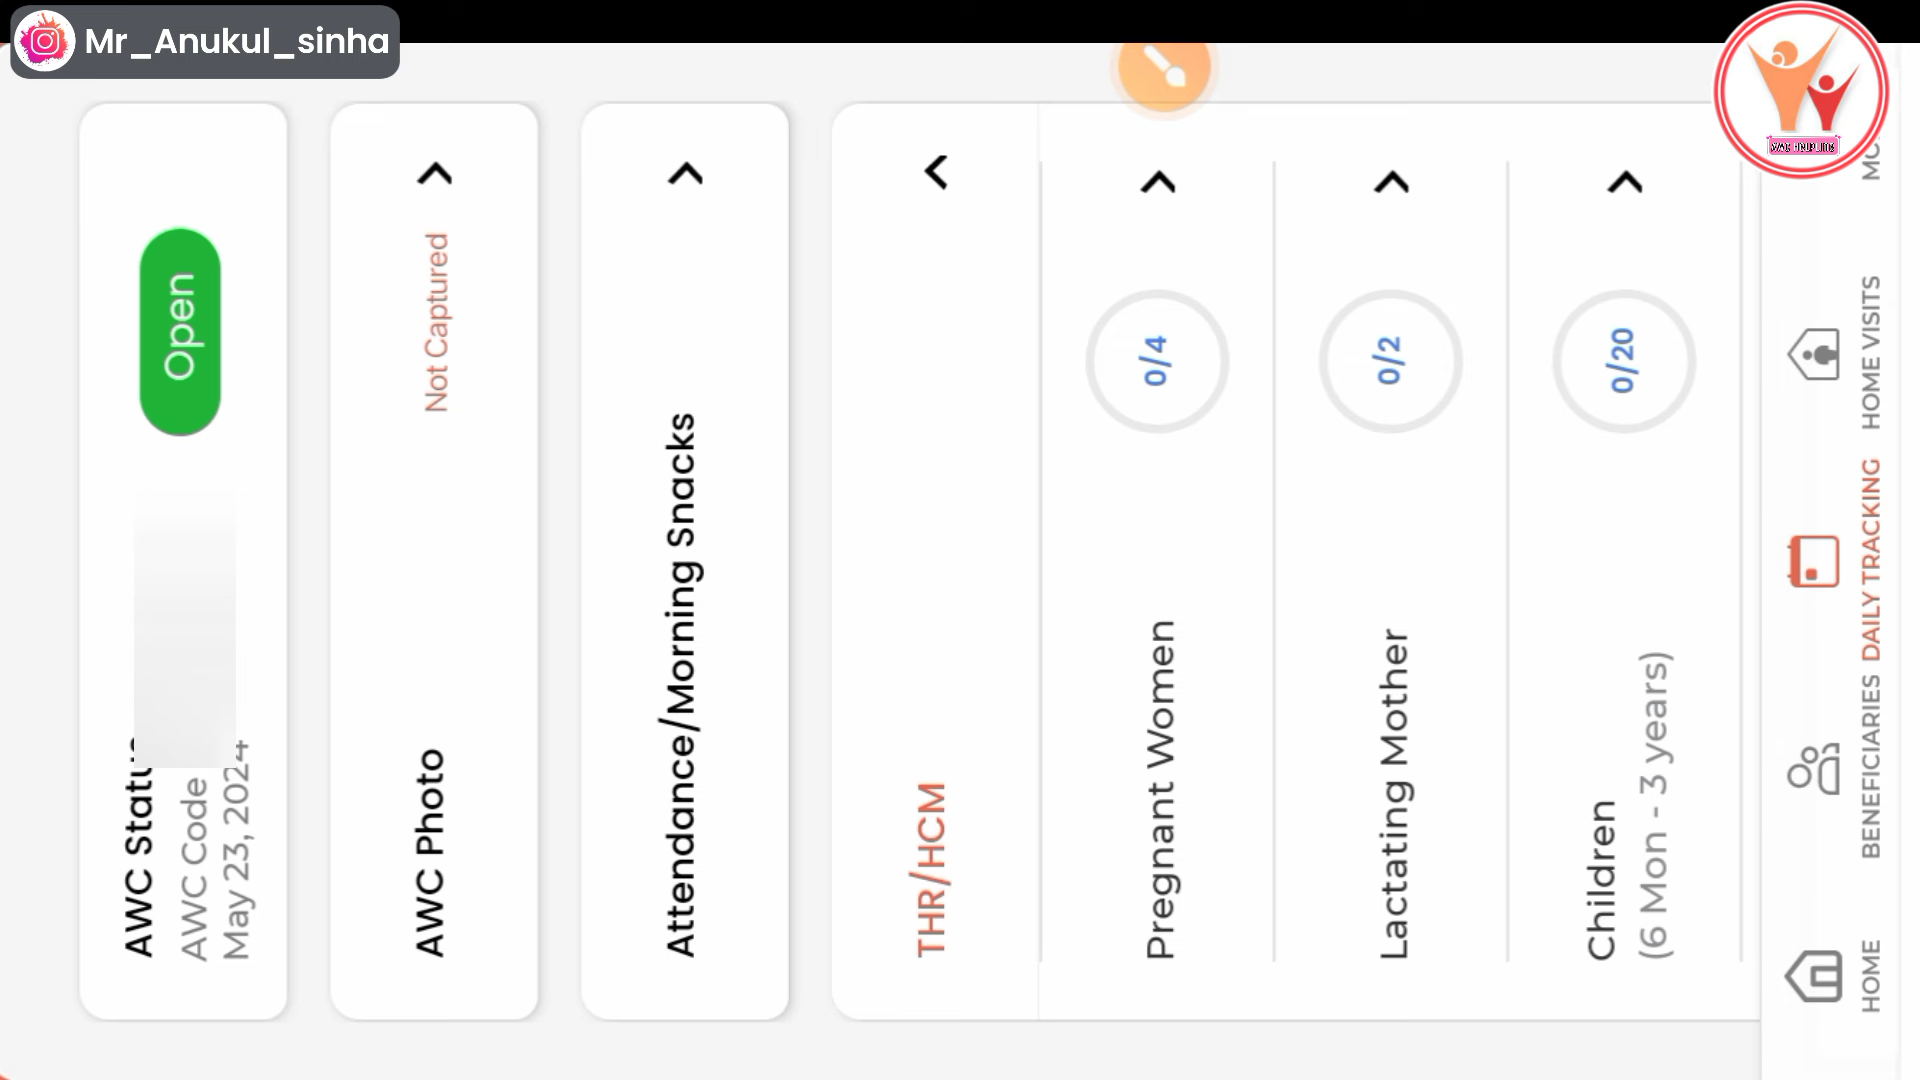 Mr_Anukul_sinha
AWC Status
Open
AWC Code
May 23, 2024
AWC Photo
Not Captured
Attendance/Morning Snacks
THR/HCM
Pregnant Women
0/4
Lactating Mother
0/2
Children
0/20
(6 Mon - 3 years)
HOME
BENEFICIARIES
DAILY TRACKING
HOME VISITS